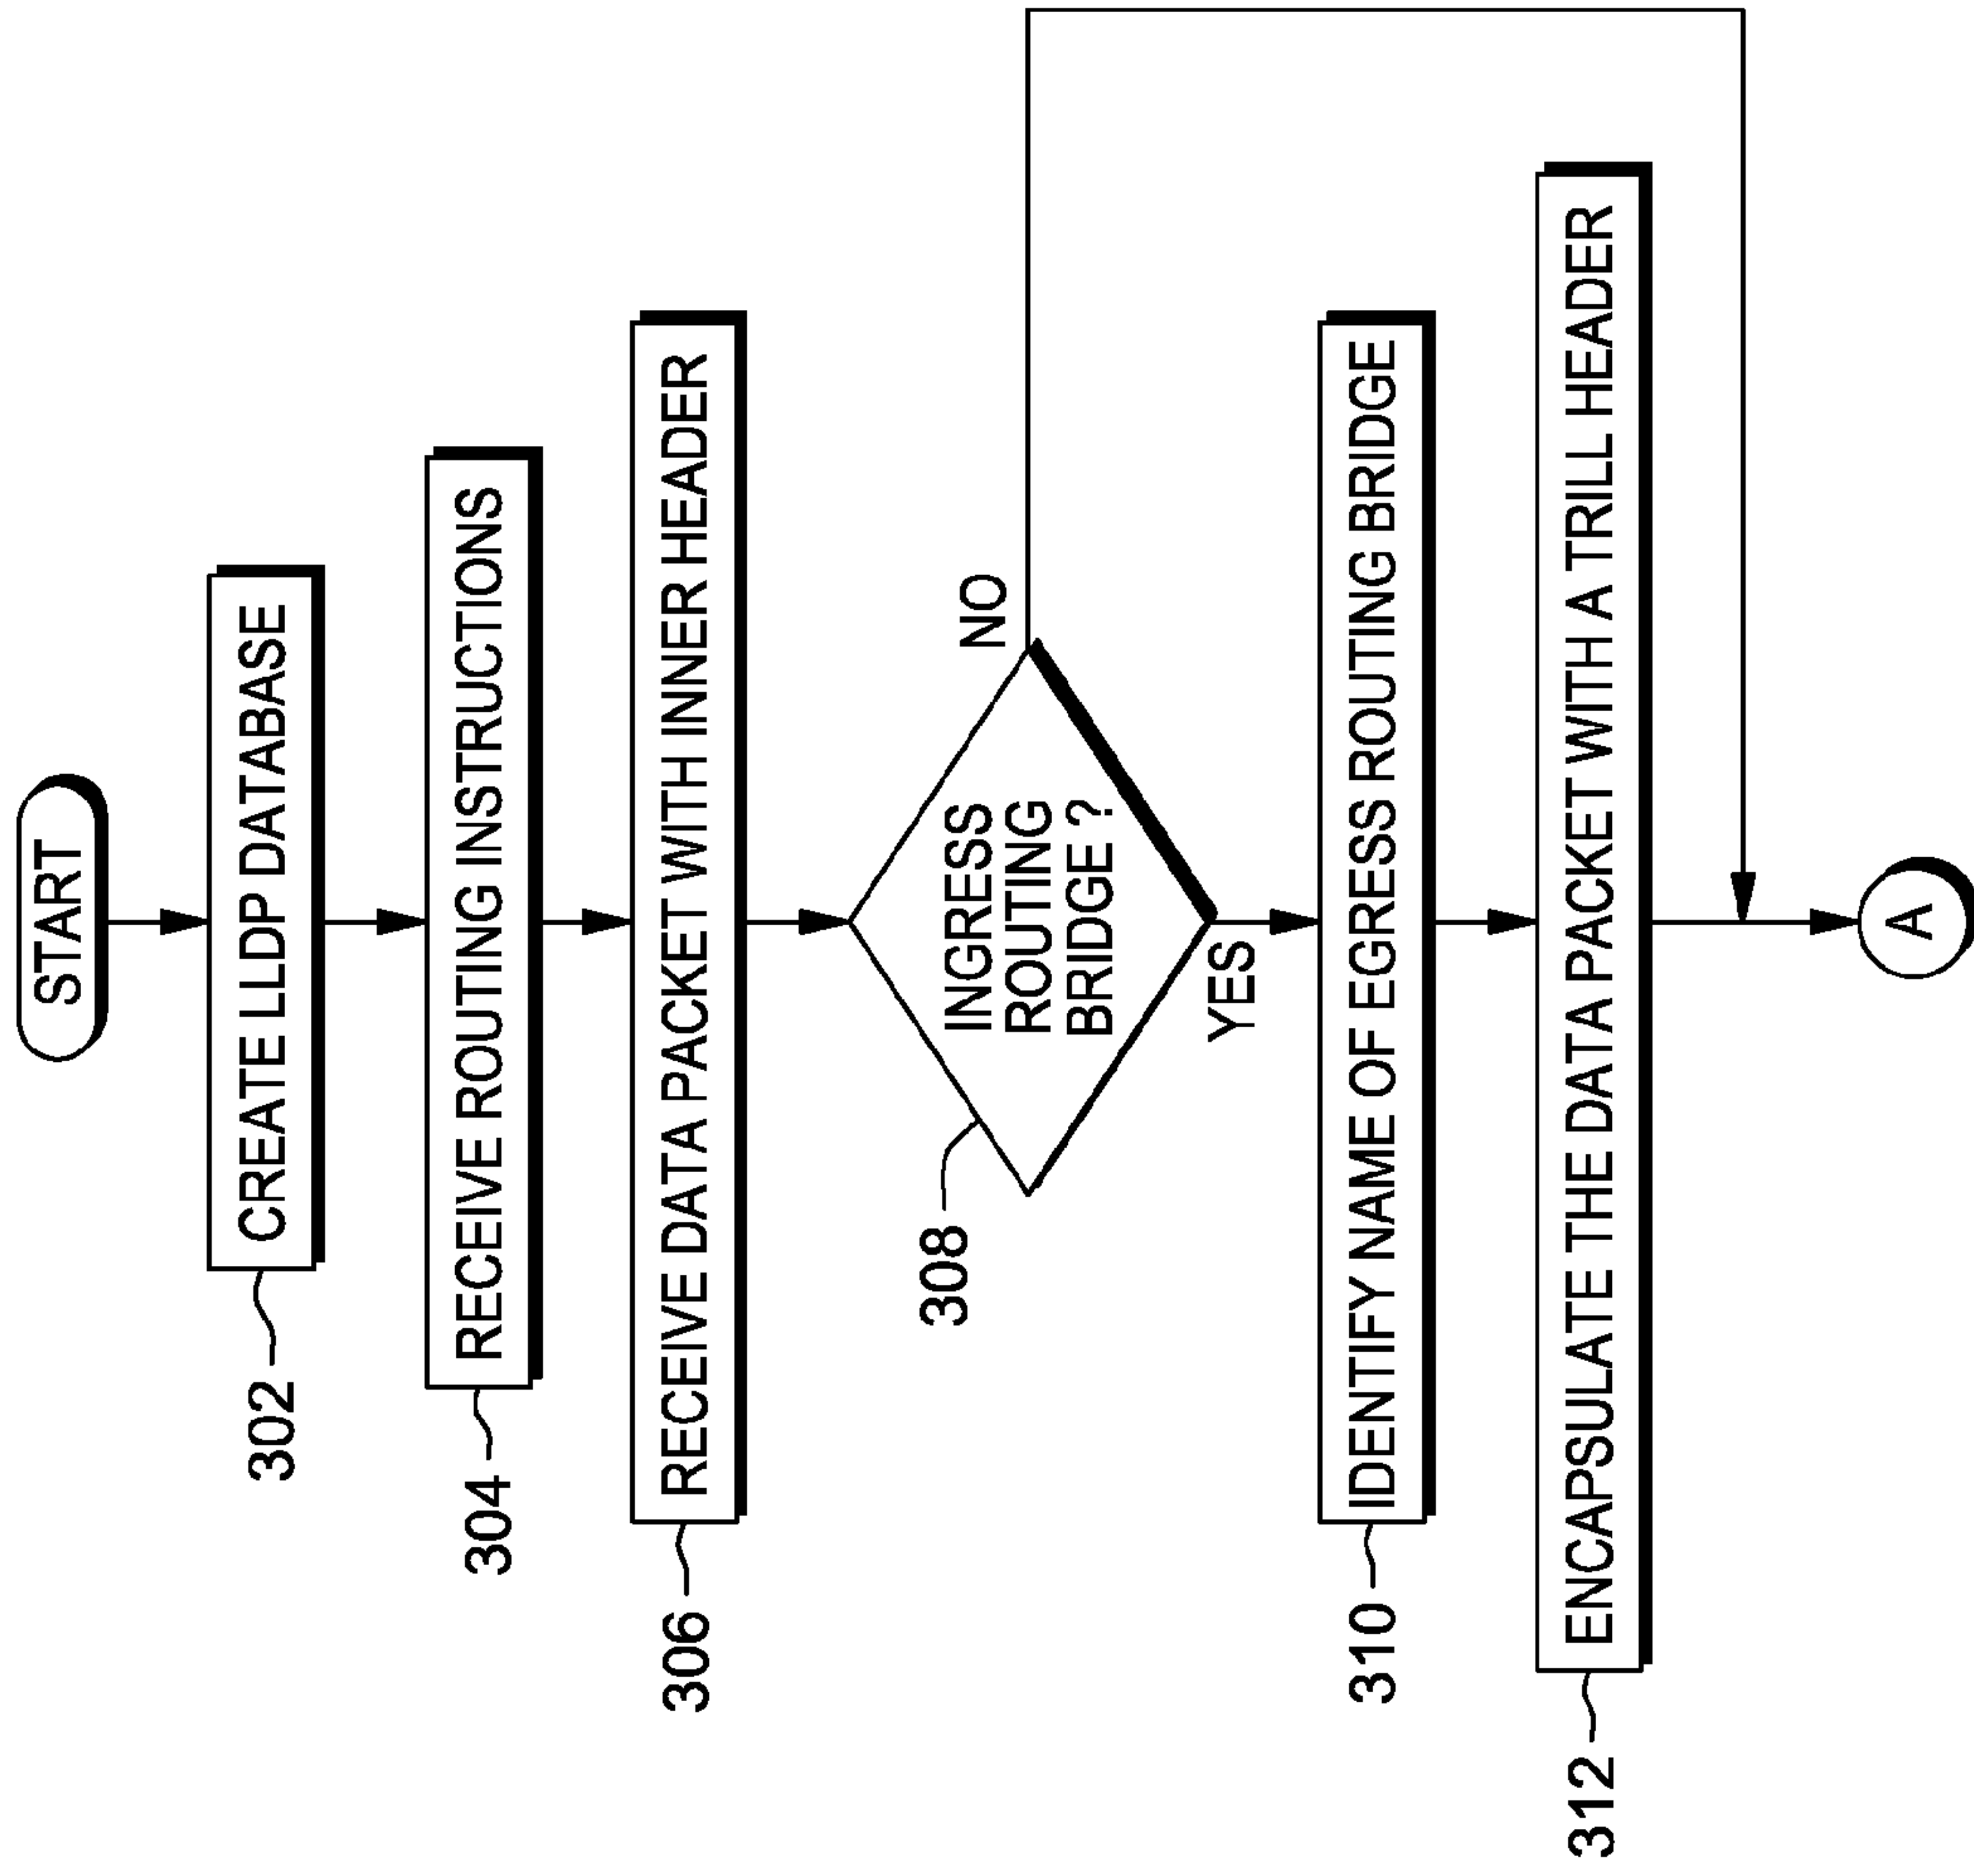 START
302
CREATE LLDP DATABASE
304
RECEIVE ROUTING INSTRUCTIONS
306
RECEIVE DATA PACKET WITH INNER HEADER
308
INGRESS
ROUTING
BRIDGE ?
NO
YES
310
IDENTIFY NAME OF EGRESS ROUTING BRIDGE
312
ENCAPSULATE THE DATA PACKET WITH A TRILL HEADER
A